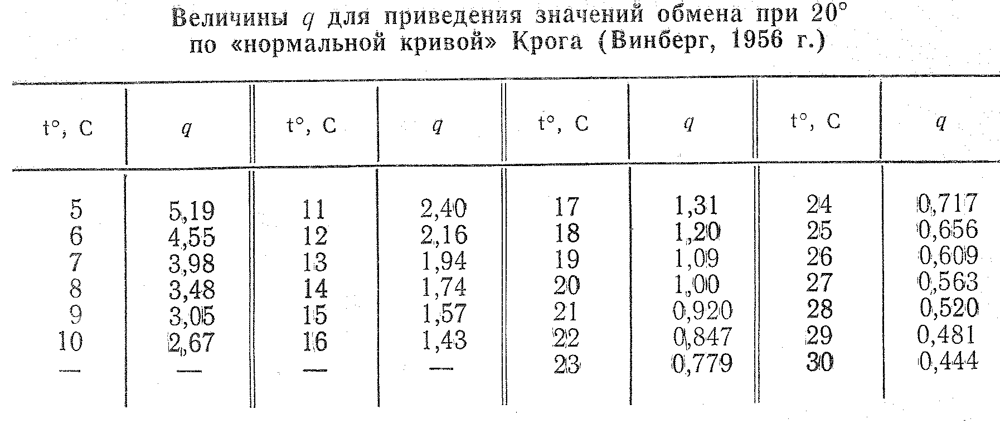 Величины q для приведения значений обмена при 20°
по «нормальной кривой» Крога (Винберг, 1956 г.)
t°, С q t°, С q t°, С q t°, С q
5 5,19 11 2,40 17 1,31 24 0,717
6 4,55 12 2,16 18 1,20 25 0,656
7 3,98 13 1,94 19 1,09 26 0,609
8 3,48 14 1,74 20 1,00 27 0,563
9 3,05 15 1,57 21 0,920 28 0,520
10 2,67 16 1,43 22 0,847 29 0,481
— — — — 23 0,779 30 0,444